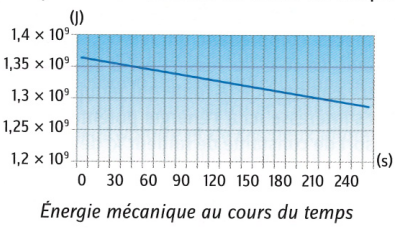 (J)
1,4 × 10⁹
1,35 × 10⁹
1,3 × 10⁹
1,25 × 10⁹
1,2 × 10⁹
(s)
0 30 60 90 120 150 180 210 240
Énergie mécanique au cours du temps